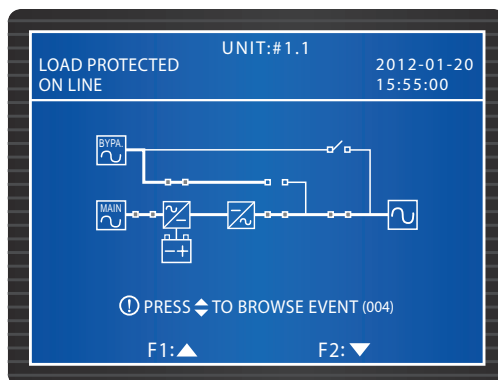 UNIT:#1.1
LOAD PROTECTED
2012-01-20
ON LINE
15:55:00
BYPA.
MAIN
PRESS TO BROWSE EVENT (004)
F1:
F2: